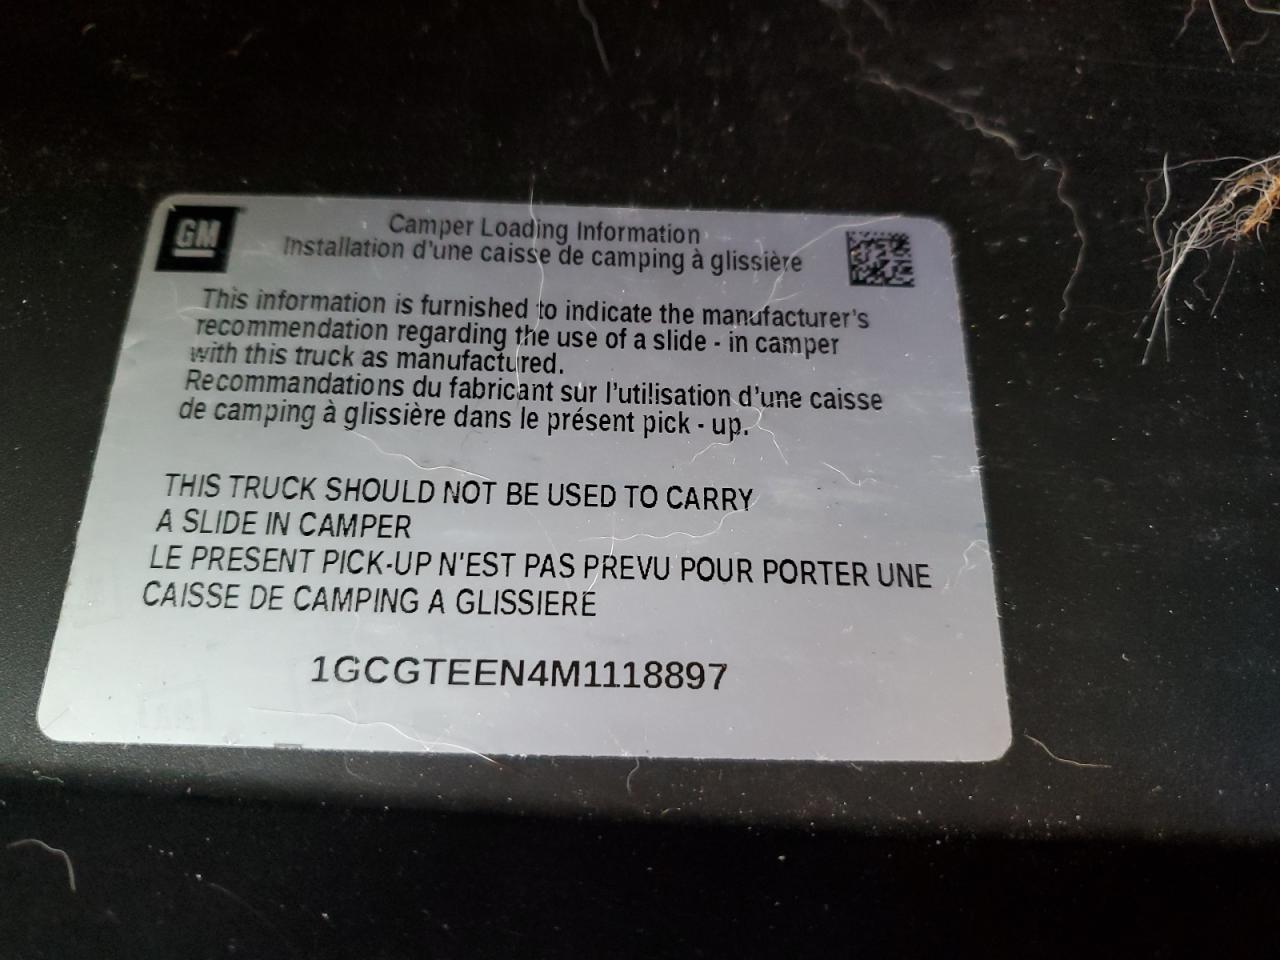 GM
Camper Loading Information
Installation d'une caisse de camping à glissière
This information is furnished to indicate the manufacturer's
recommendation regarding the use of a slide - in camper
with this truck as manufactured.
Recommandations du fabricant sur l'utilisation d'une caisse
de camping à glissière dans le présent pick - up.
THIS TRUCK SHOULD NOT BE USED TO CARRY
A SLIDE IN CAMPER
LE PRESENT PICK-UP N'EST PAS PREVU POUR PORTER UNE
CAISSE DE CAMPING A GLISSIERE
1GCGTEEN4M1118897